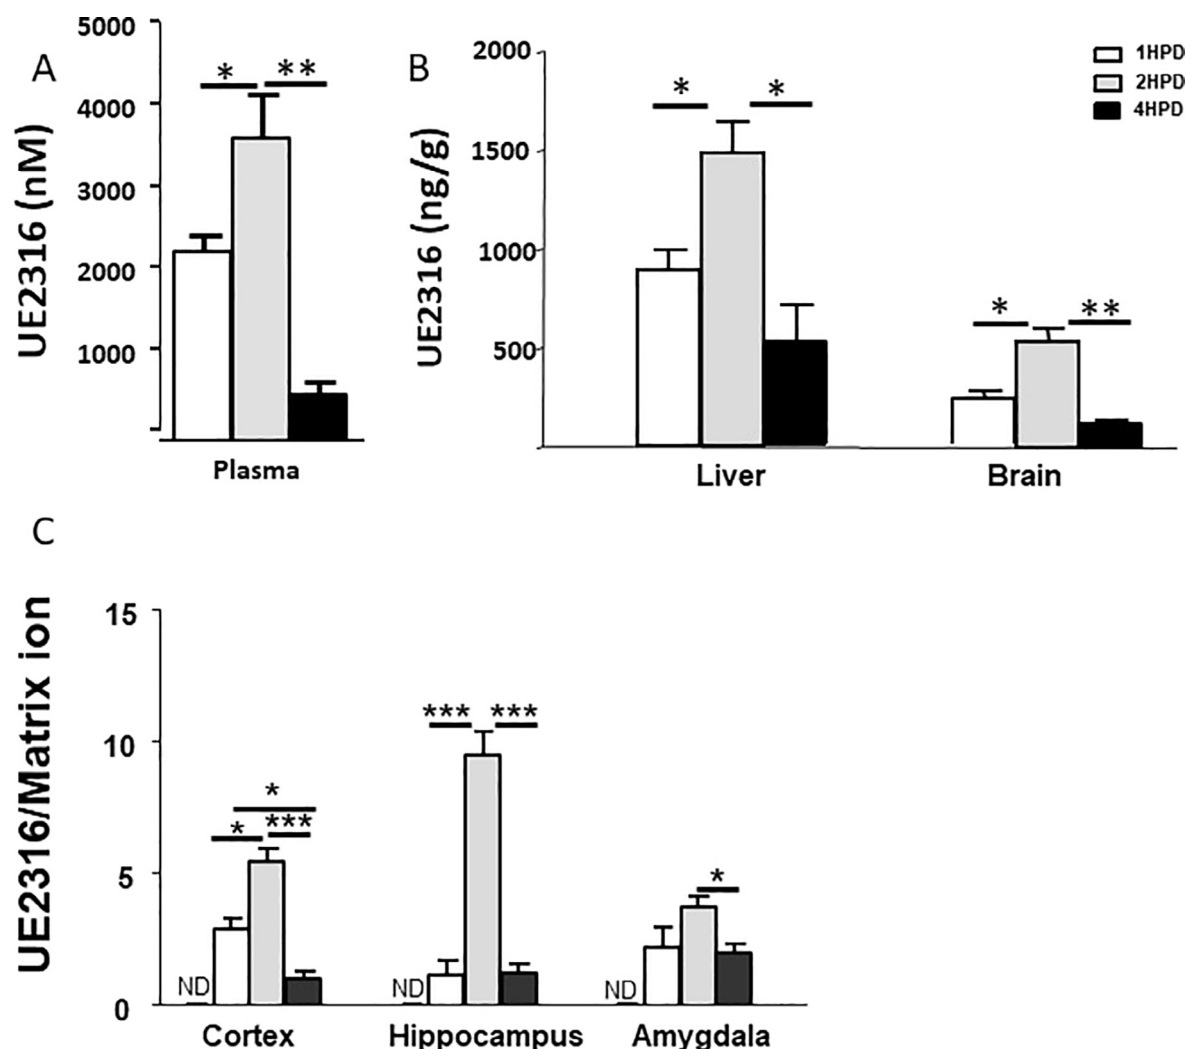 A
UE2316 (nM)
5000
4000
3000
2000
1000
*
**
Plasma
B
UE2316 (ng/g)
2000
1500
1000
500
*
*
*
**
Liver
Brain
1HPD
2HPD
4HPD
C
UE2316/Matrix ion
15
10
5
0
ND
*
*
***
ND
***
***
ND
*
Cortex
Hippocampus
Amygdala